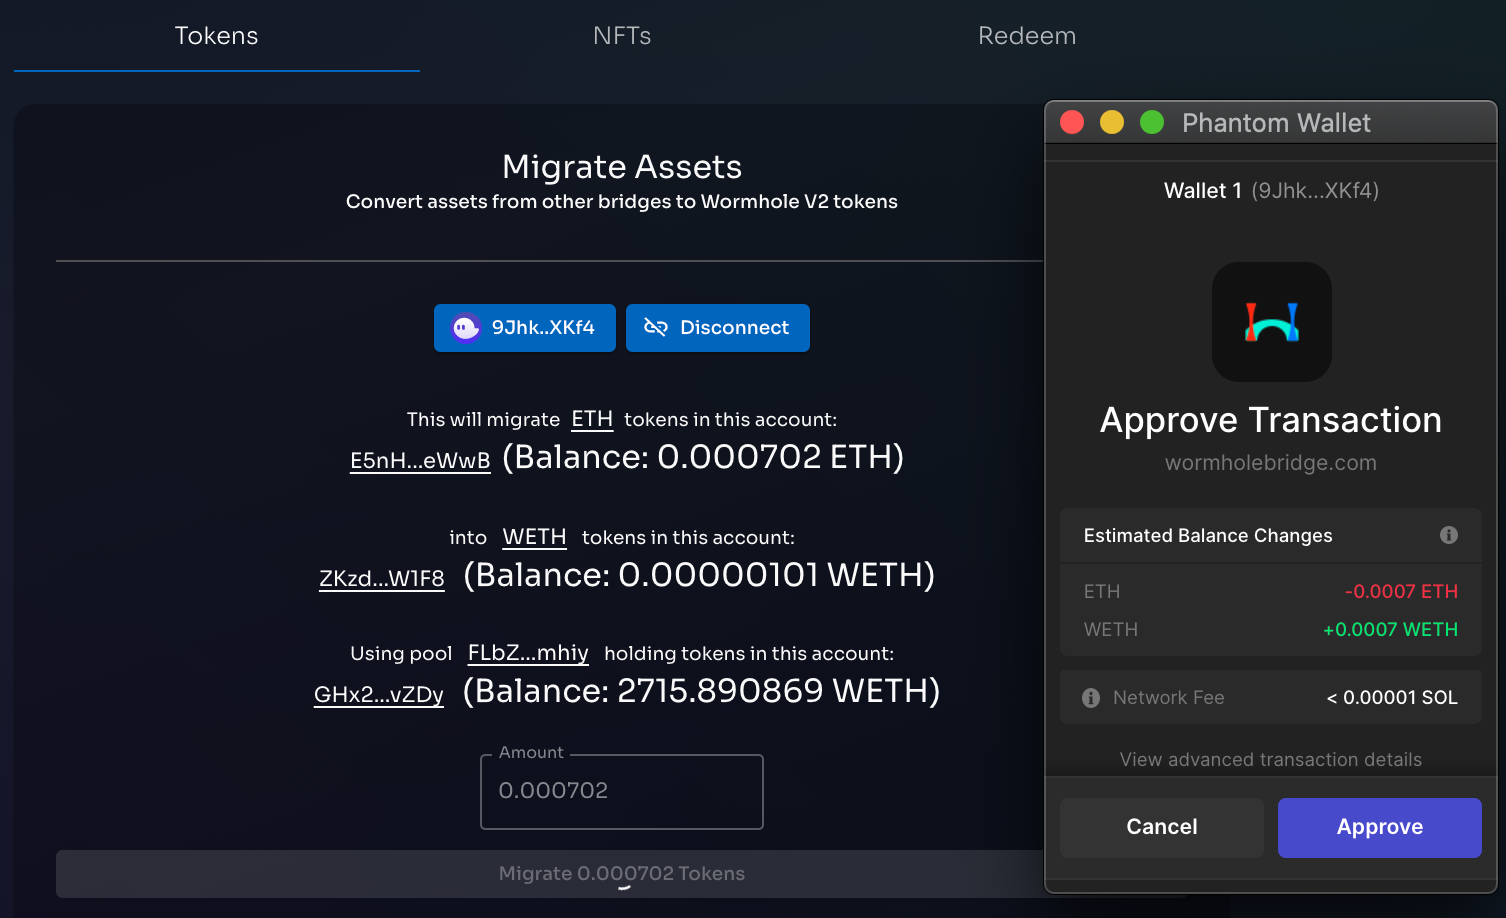 Tokens NFTs Redeem
Migrate Assets
Convert assets from other bridges to Wormhole V2 tokens
9Jhk..XKf4 Disconnect
This will migrate ETH tokens in this account:
E5nH...eWwB (Balance: 0.000702 ETH)
into WETH tokens in this account:
ZKzd...W1F8 (Balance: 0.00000101 WETH)
Using pool FLbZ...mhiy holding tokens in this account:
GHx2...vZDy (Balance: 2715.890869 WETH)
Amount
0.000702
Migrate 0.000702 Tokens
Phantom Wallet
Wallet 1 (9Jhk...XKf4)
Approve Transaction
wormholebridge.com
Estimated Balance Changes
ETH -0.0007 ETH
WETH +0.0007 WETH
Network Fee < 0.00001 SOL
View advanced transaction details
Cancel Approve